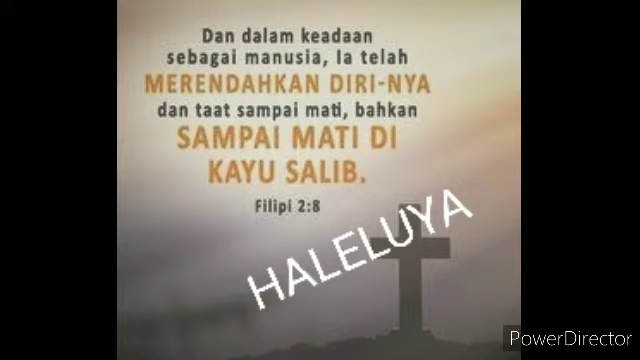 Dan dalam keadaan
sebagai manusia, Ia telah
MERENDAHKAN DIRI-NYA
dan taat sampai mati, bahkan
SAMPAI MATI DI
KAYU SALIB.
Filipi 2:8
HALELUYA
PowerDirector